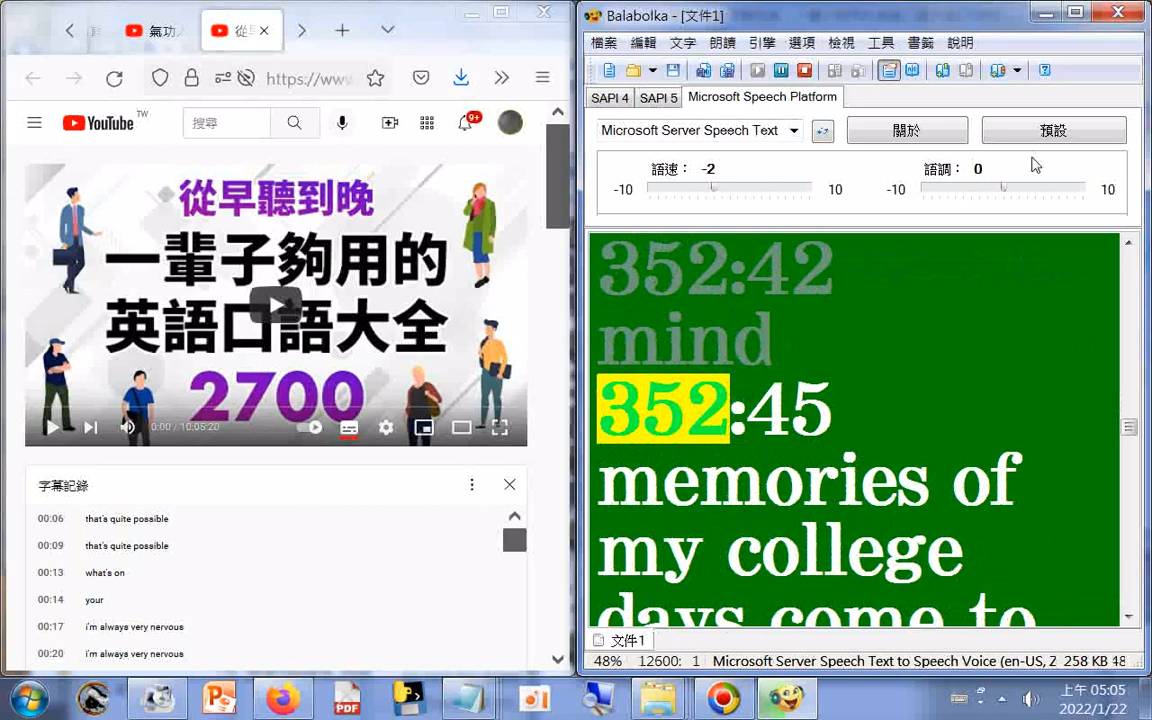 氣功
從
https://www
YouTube TW
搜尋
9+
從早聽到晚
一輩子夠用的
英語口語大全
2700
0:00 / 10:05:20
字幕記錄
00:06 that's quite possible
00:09 that's quite possible
00:13 what's on
00:14 your
00:17 i'm always very nervous
00:20 i'm always very nervous
Balabolka - [文件1]
檔案 編輯 文字 朗讀 引擎 選項 檢視 工具 書籤 說明
SAPI 4 SAPI 5 Microsoft Speech Platform
Microsoft Server Speech Text 關於 預設
語速： -2 語調： 0
-10 10 -10 10
352:42
mind
352:45
memories of
my college
days come to
文件1
48% 12600: 1 Microsoft Server Speech Text to Speech Voice (en-US, Z 258 KB 48
PDF
上午 05:05
2022/1/22